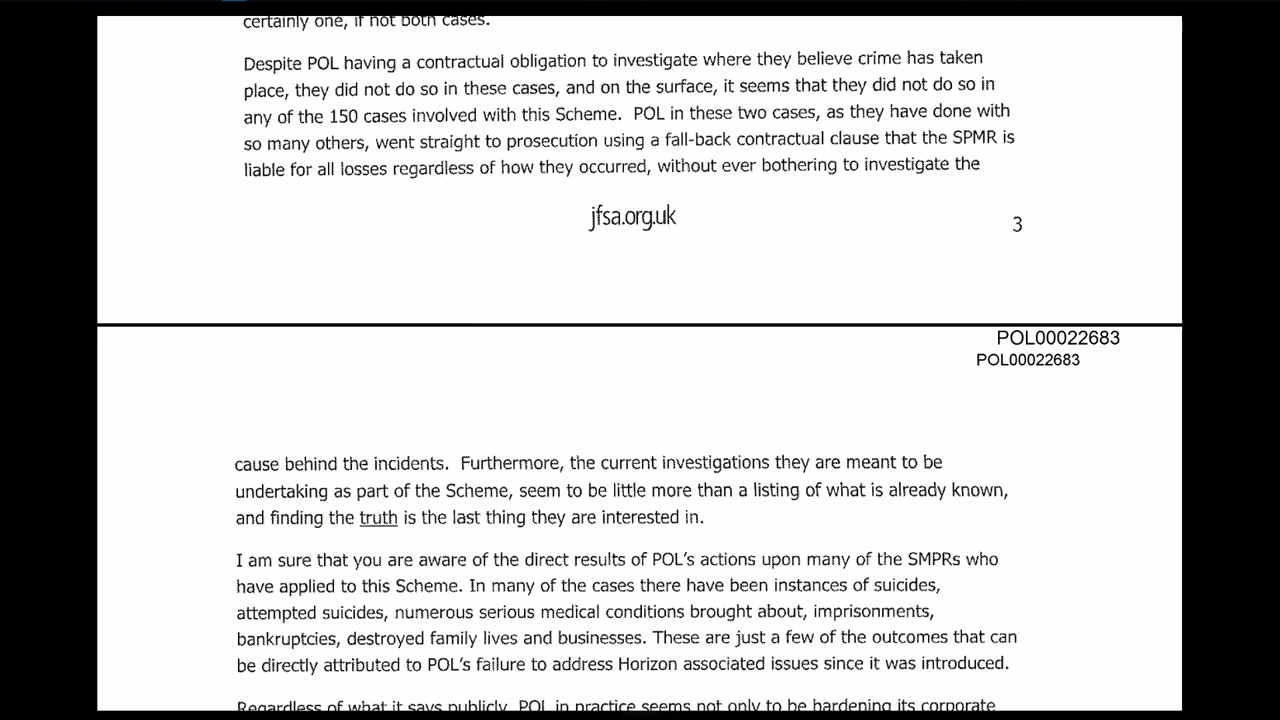 certainly one, if not both cases.
Despite POL having a contractual obligation to investigate where they believe crime has taken
place, they did not do so in these cases, and on the surface, it seems that they did not do so in
any of the 150 cases involved with this Scheme.  POL in these two cases, as they have done with
so many others, went straight to prosecution using a fall-back contractual clause that the SPMR is
liable for all losses regardless of how they occurred, without ever bothering to investigate the
jfsa.org.uk
3
POL00022683
POL00022683
cause behind the incidents.  Furthermore, the current investigations they are meant to be
undertaking as part of the Scheme, seem to be little more than a listing of what is already known,
and finding the truth is the last thing they are interested in.
I am sure that you are aware of the direct results of POL's actions upon many of the SMPRs who
have applied to this Scheme. In many of the cases there have been instances of suicides,
attempted suicides, numerous serious medical conditions brought about, imprisonments,
bankruptcies, destroyed family lives and businesses. These are just a few of the outcomes that can
be directly attributed to POL's failure to address Horizon associated issues since it was introduced.
Regardless of what it says publicly, POL in practice seems not only to be hardening its corporate